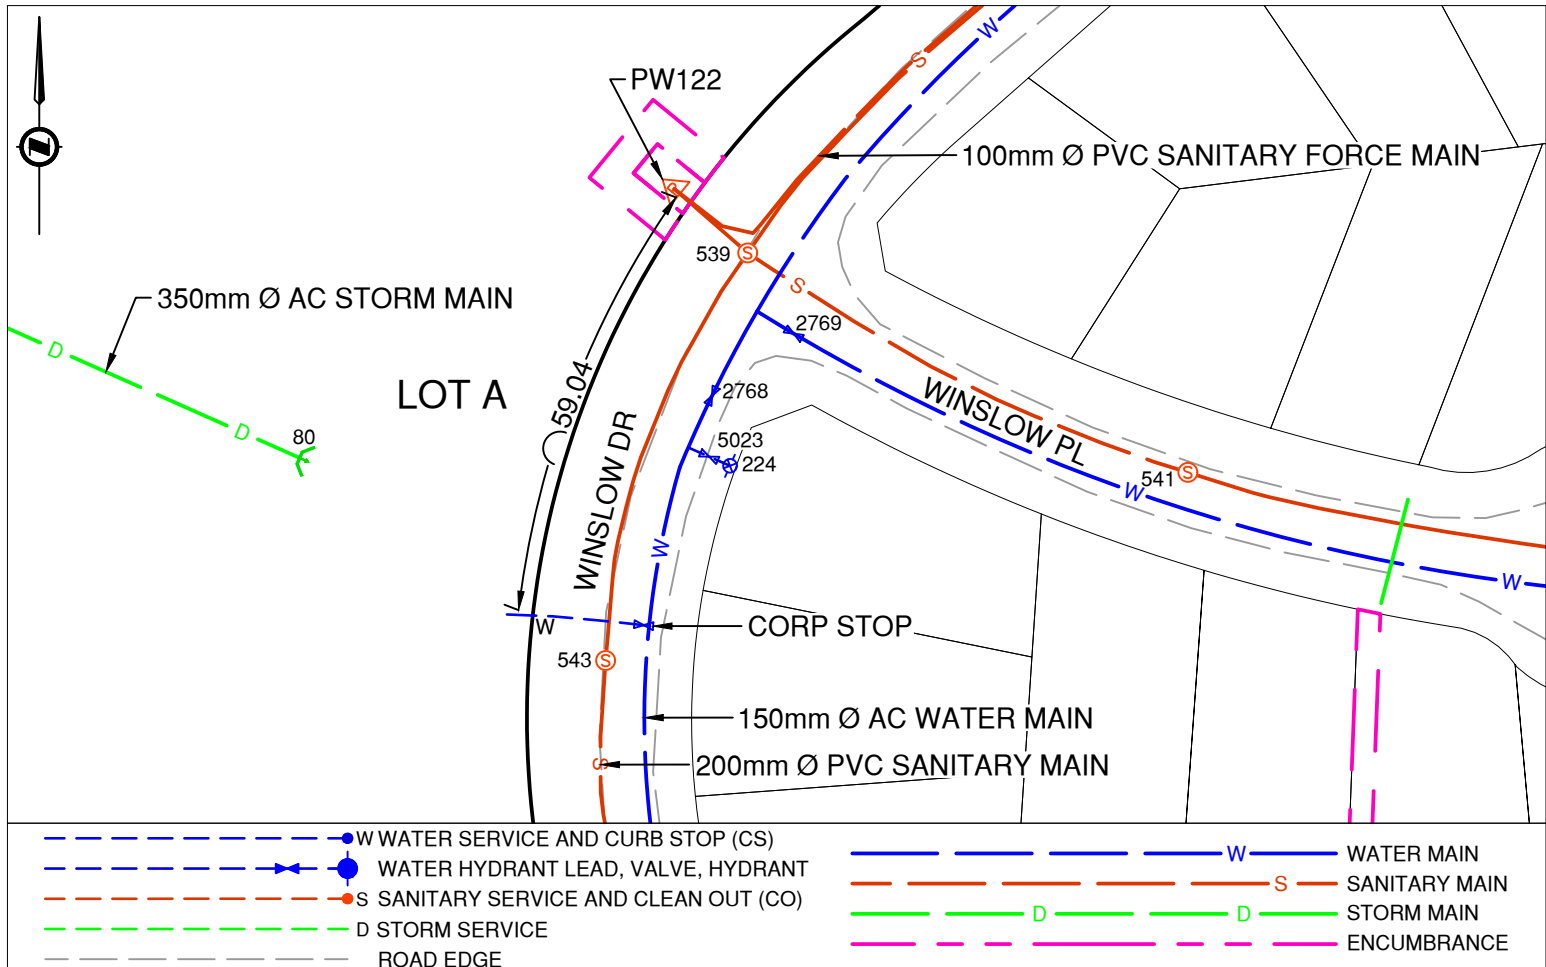 W
S
PW122
100mm Ø PVC SANITARY FORCE MAIN
N
P
539
S
S
350mm Ø AC STORM MAIN
2769
D
59.04
LOT A
2768
WINSLOW DR
WINSLOW PL
D
80
5023
224
541
S
W
W
W
W
CORP STOP
543
S
150mm Ø AC WATER MAIN
S
200mm Ø PVC SANITARY MAIN
W WATER SERVICE AND CURB STOP (CS)
WATER HYDRANT LEAD, VALVE, HYDRANT
S SANITARY SERVICE AND CLEAN OUT (CO)
D STORM SERVICE
ROAD EDGE
W WATER MAIN
S SANITARY MAIN
D D STORM MAIN
ENCUMBRANCE